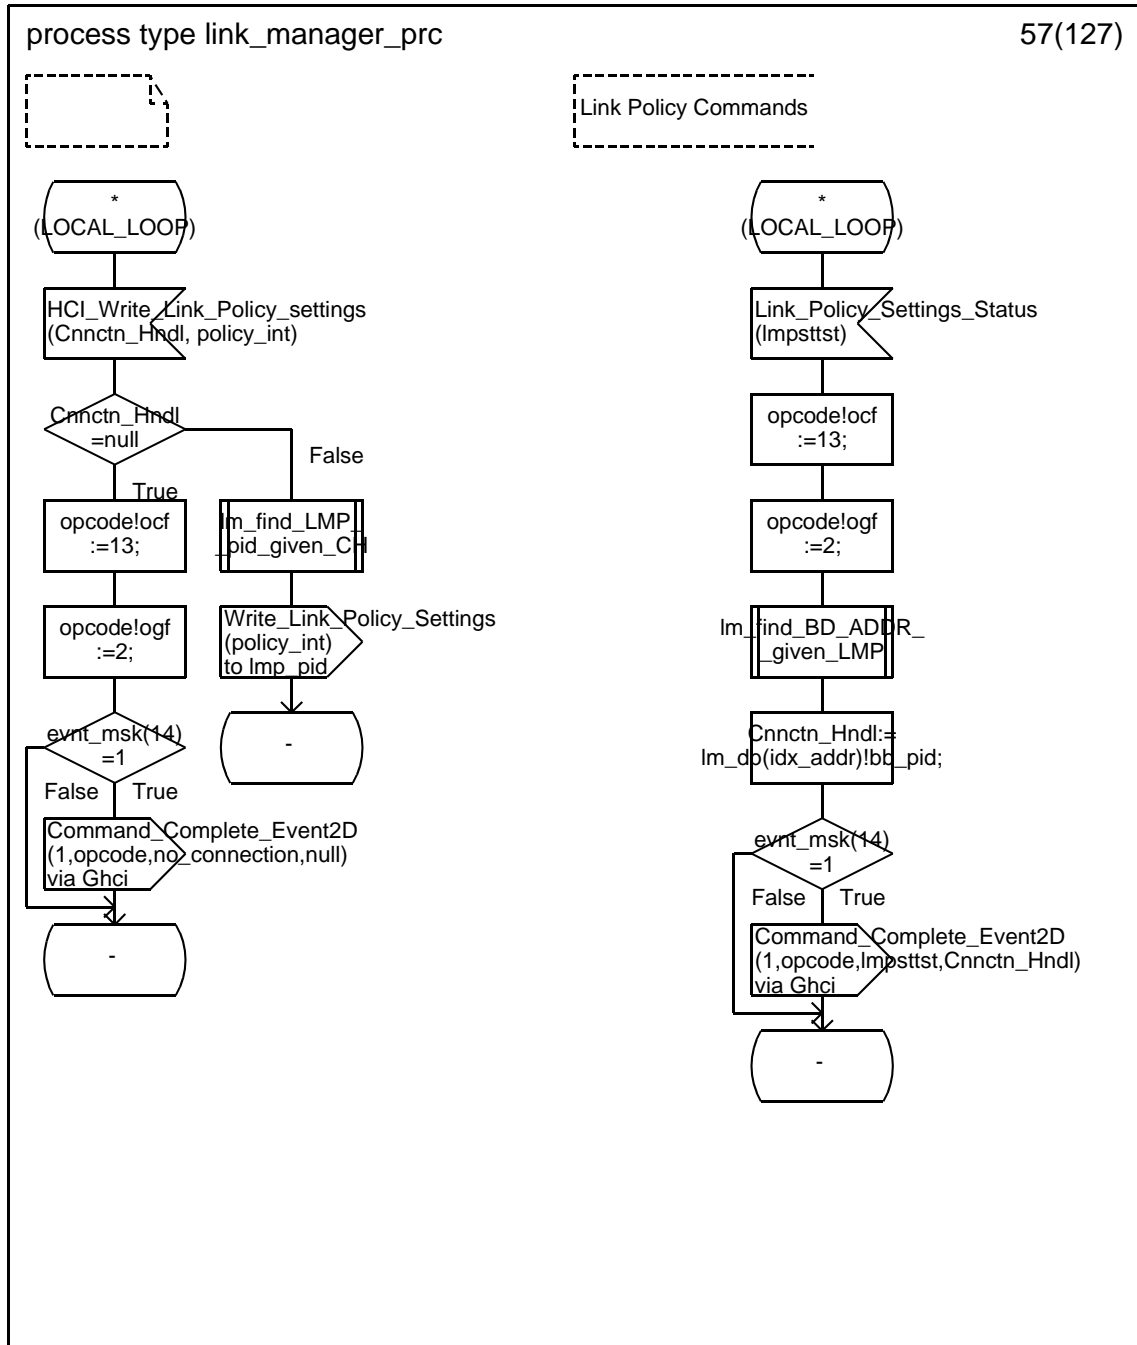 process type link_manager_prc
57(127)
Link Policy Commands
*
(LOCAL_LOOP)
HCI_Write_Link_Policy_settings
(Cnnctn_Hndl, policy_int)
Cnnctn_Hndl
=null
False
True
opcode!ocf
:=13;
lm_find_LMP_
_pid_given_CH
opcode!ogf
:=2;
Write_Link_Policy_Settings
(policy_int)
to lmp_pid
-
evnt_msk(14)
=1
False
True
Command_Complete_Event2D
(1,opcode,no_connection,null)
via Ghci
-
*
(LOCAL_LOOP)
Link_Policy_Settings_Status
(lmpsttst)
opcode!ocf
:=13;
opcode!ogf
:=2;
lm_find_BD_ADDR_
_given_LMP
Cnnctn_Hndl:=
lm_db(idx_addr)!bb_pid;
evnt_msk(14)
=1
False
True
Command_Complete_Event2D
(1,opcode,lmpsttst,Cnnctn_Hndl)
via Ghci
-